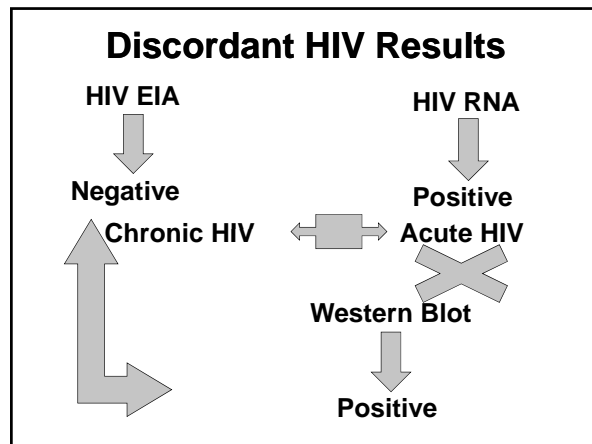 Discordant HIV Results
HIV EIA
HIV RNA
Negative
Positive
Chronic HIV
Acute HIV
Western Blot
Positive